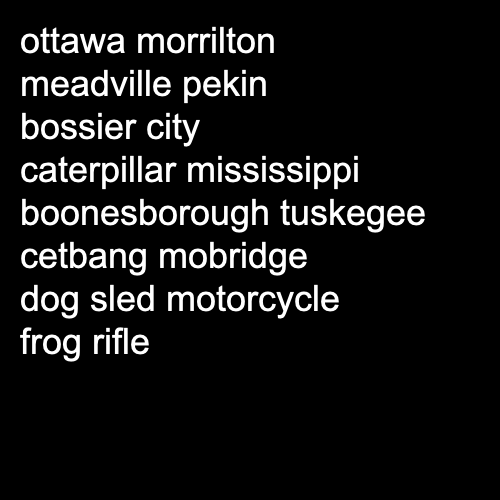 ottawa morrilton
meadville pekin
bossier city
caterpillar mississippi
boonesborough tuskegee
cetbang mobridge
dog sled motorcycle
frog rifle